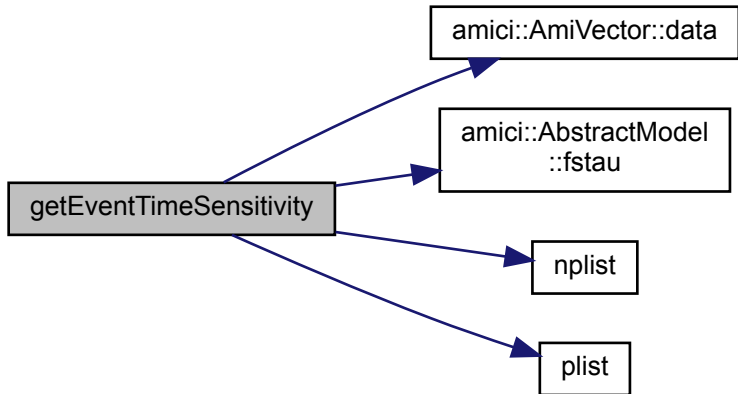 amici::AmiVector::data
amici::AbstractModel
::fstau
getEventTimeSensitivity
nplist
plist